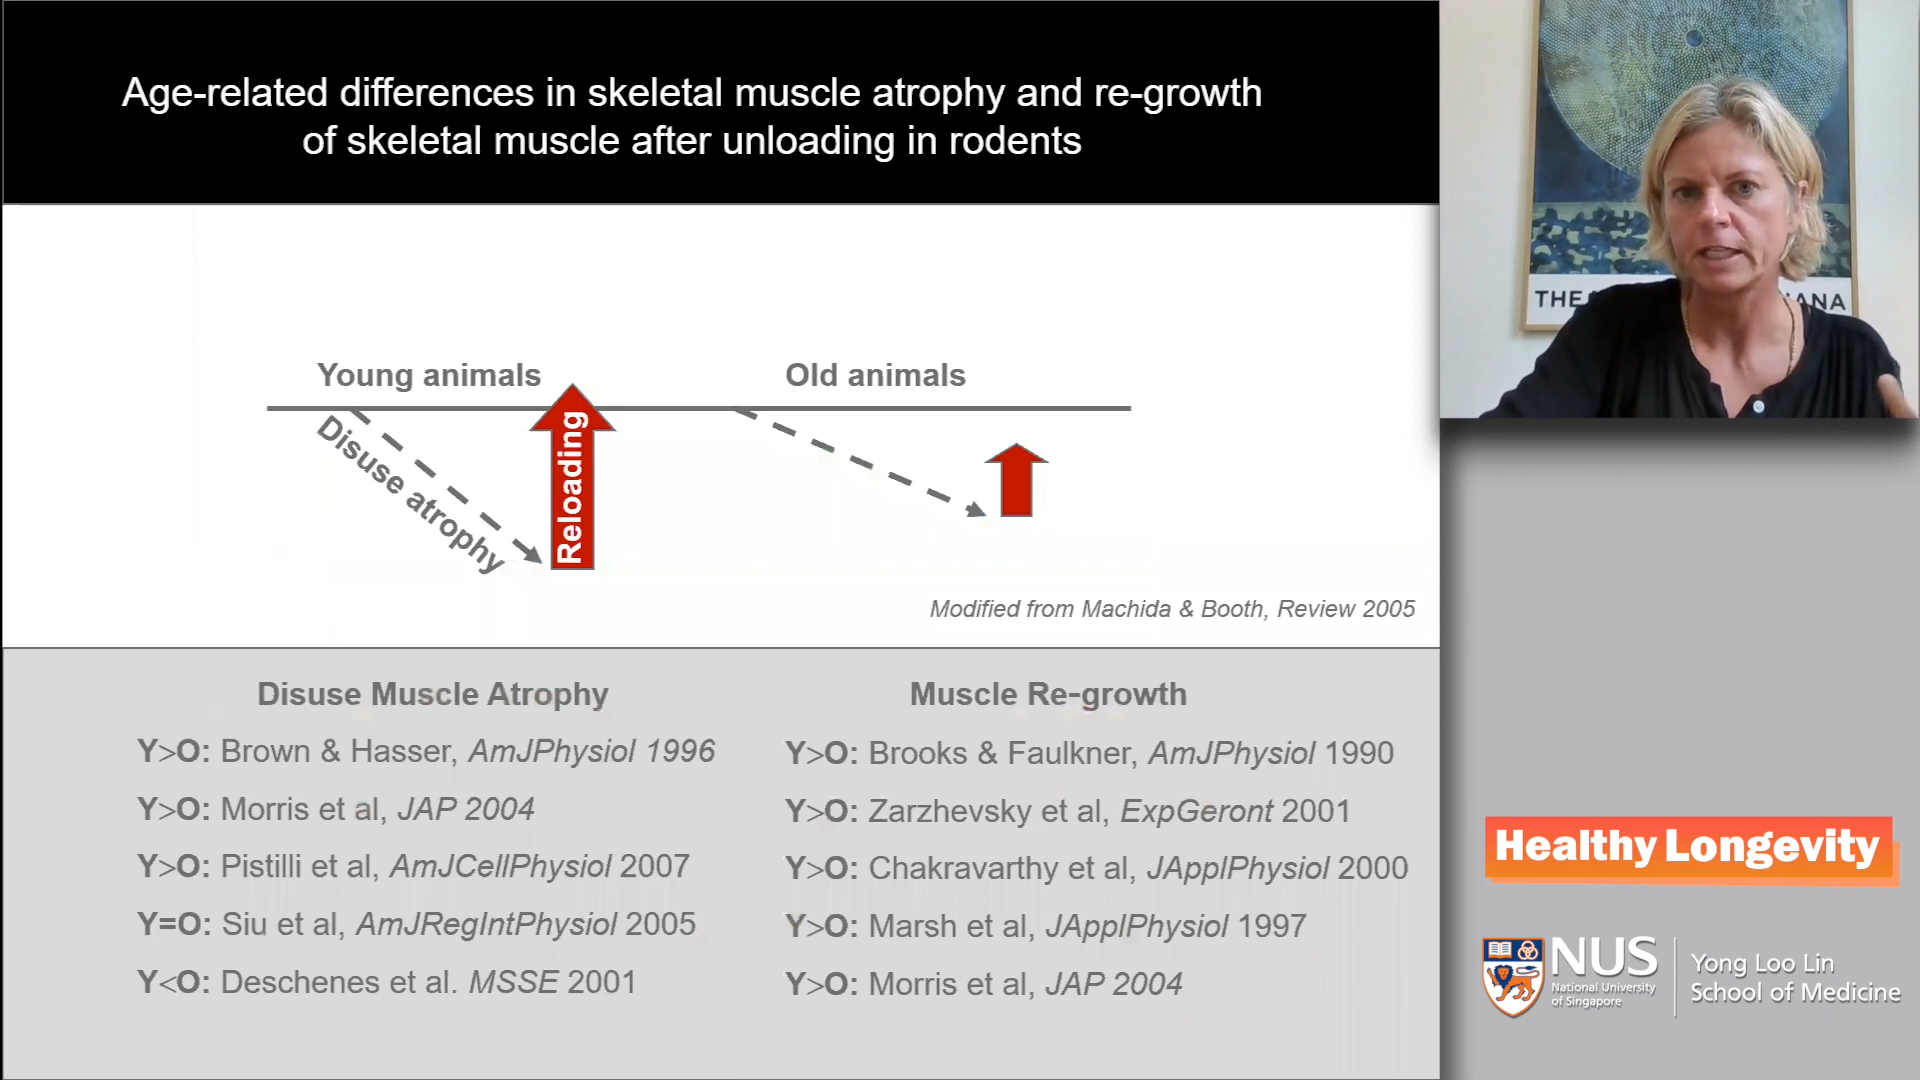 Age-related differences in skeletal muscle atrophy and re-growth
of skeletal muscle after unloading in rodents
Young animals
Old animals
Disuse atrophy
Reloading
Modified from Machida & Booth, Review 2005
Disuse Muscle Atrophy
Y>O: Brown & Hasser, AmJPhysiol 1996
Y>O: Morris et al, JAP 2004
Y>O: Pistilli et al, AmJCellPhysiol 2007
Y=O: Siu et al, AmJRegIntPhysiol 2005
Y<O: Deschenes et al. MSSE 2001
Muscle Re-growth
Y>O: Brooks & Faulkner, AmJPhysiol 1990
Y>O: Zarzhevsky et al, ExpGeront 2001
Y>O: Chakravarthy et al, JApplPhysiol 2000
Y>O: Marsh et al, JApplPhysiol 1997
Y>O: Morris et al, JAP 2004
Healthy Longevity
NUS
National University
of Singapore
Yong Loo Lin
School of Medicine